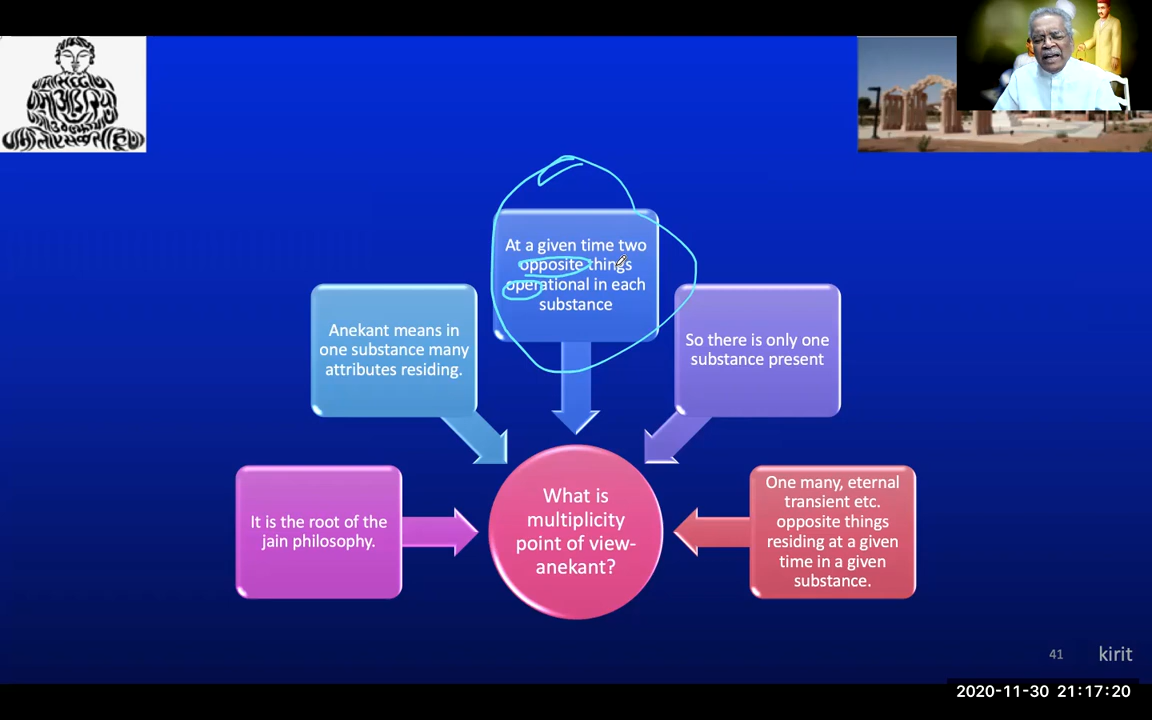 At a given time two
opposite things
operational in each
substance
Anekant means in
one substance many
attributes residing.
So there is only one
substance present
It is the root of the
jain philosophy.
What is
multiplicity
point of view-
anekant?
One many, eternal
transient etc.
opposite things
residing at a given
time in a given
substance.
41
kirit
2020-11-30 21:17:20